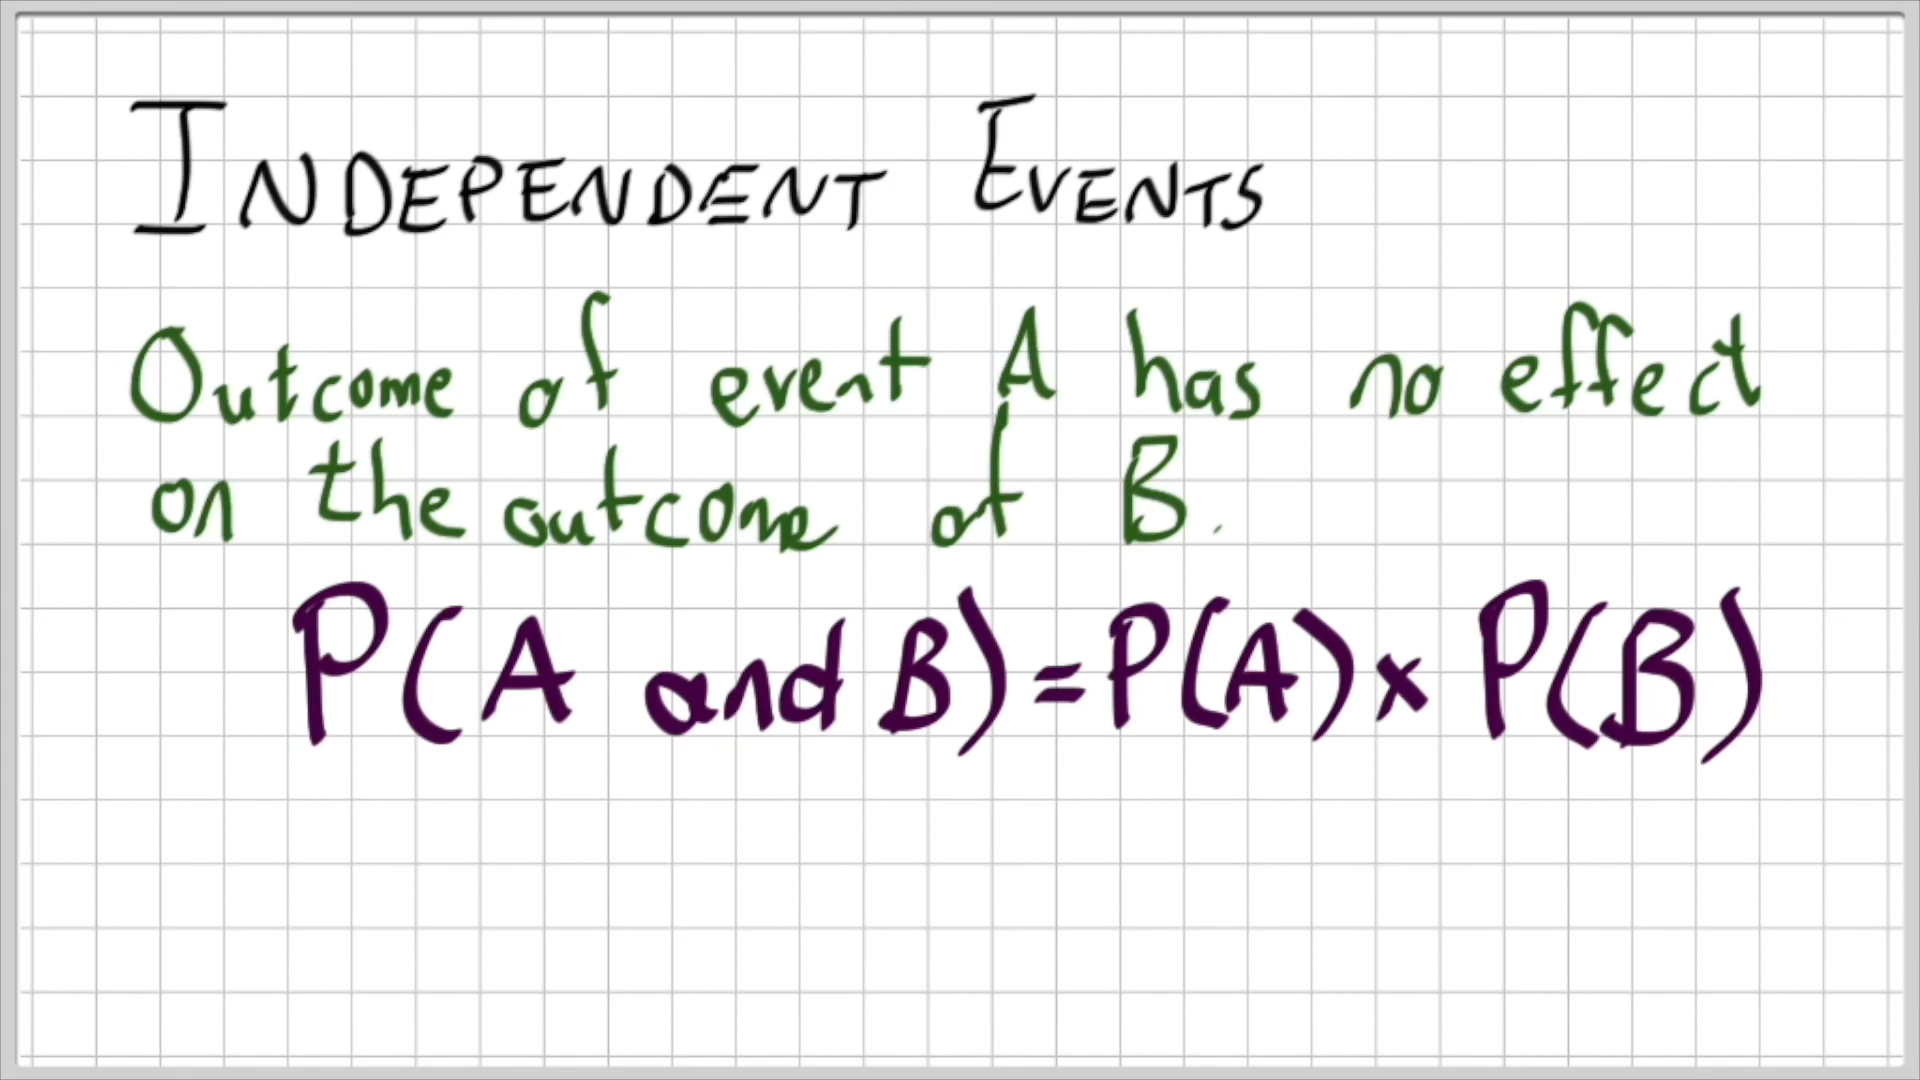 INDEPENDENT EVENTS
Outcome of event A has no effect
on the outcome of B.
P(A and B)=P(A)×P(B)